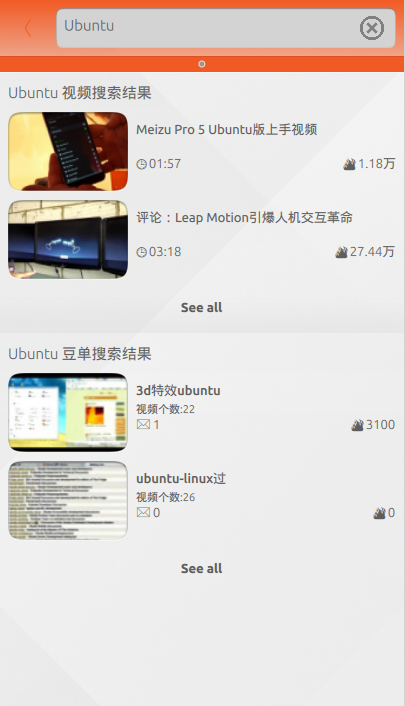 Ubuntu
Ubuntu 视频搜索结果
Meizu Pro 5 Ubuntu版上手视频
01:57
1.18万
评论：Leap Motion引爆人机交互革命
03:18
27.44万
See all
Ubuntu 豆单搜索结果
3d特效ubuntu
视频个数:22
1
3100
ubuntu-linux过
视频个数:26
0
0
See all